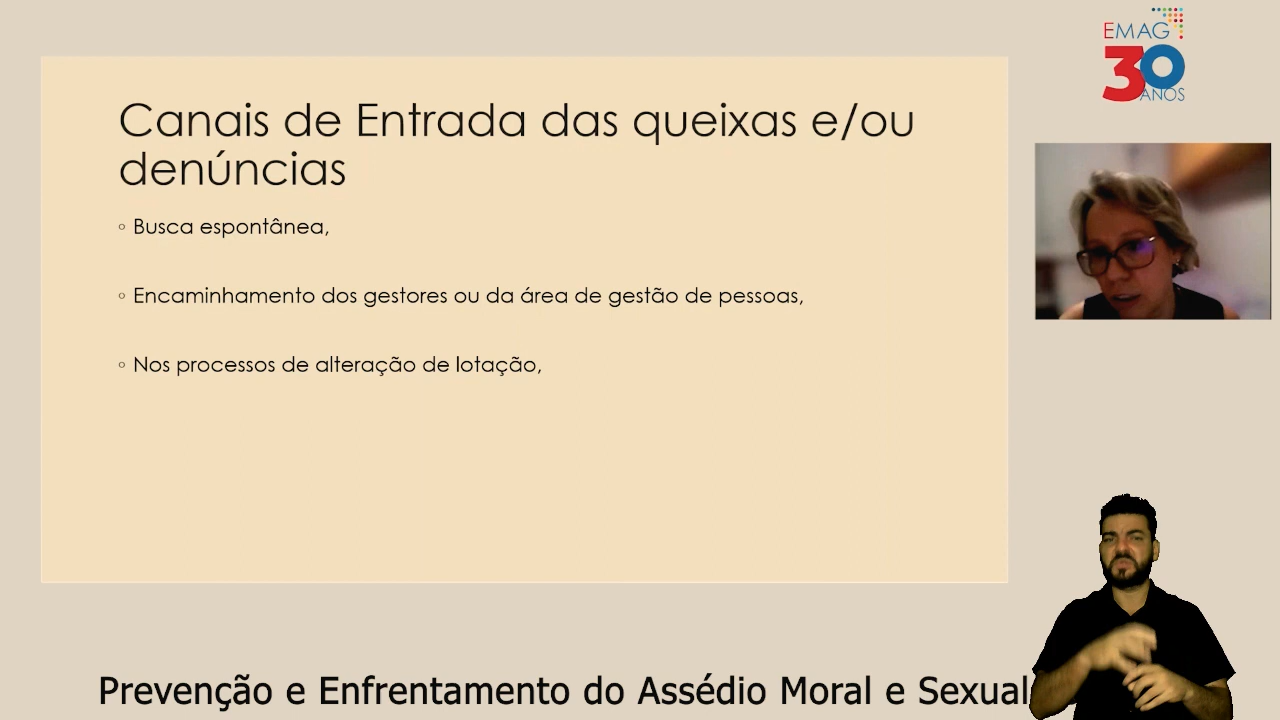 EMAG
30
ANOS
Canais de Entrada das queixas e/ou
denúncias
◦ Busca espontânea,
◦ Encaminhamento dos gestores ou da área de gestão de pessoas,
◦ Nos processos de alteração de lotação,
Prevenção e Enfrentamento do Assédio Moral e Sexual